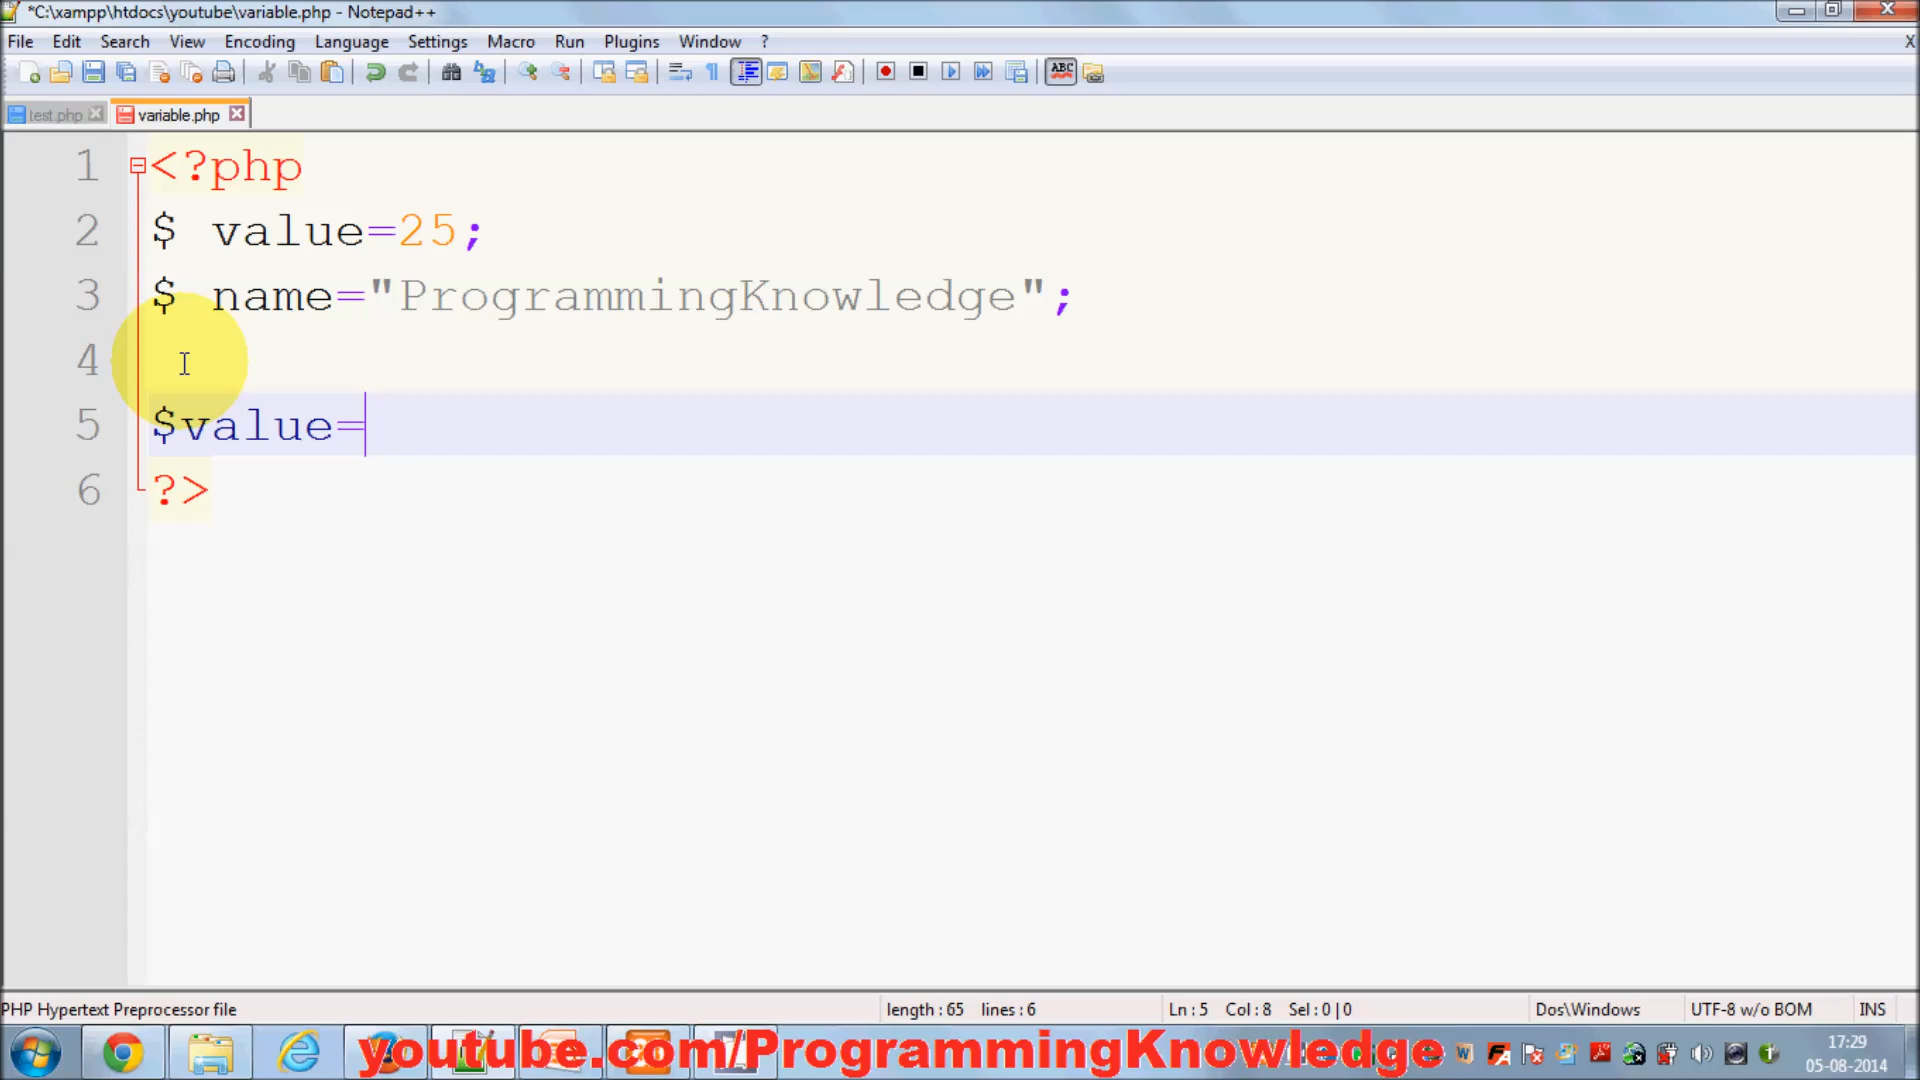 *C:\xampp\htdocs\youtube\variable.php - Notepad++
File Edit Search View Encoding Language Settings Macro Run Plugins Window ? X
ABC
test.php variable.php
1 <?php
2 $ value=25;
3 $ name="ProgrammingKnowledge";
4
5 $value=
6 ?>
PHP Hypertext Preprocessor file length : 65 lines : 6 Ln : 5 Col : 8 Sel : 0 | 0 Dos\Windows UTF-8 w/o BOM INS
youtube.com/ProgrammingKnowledge
17:29
05-08-2014